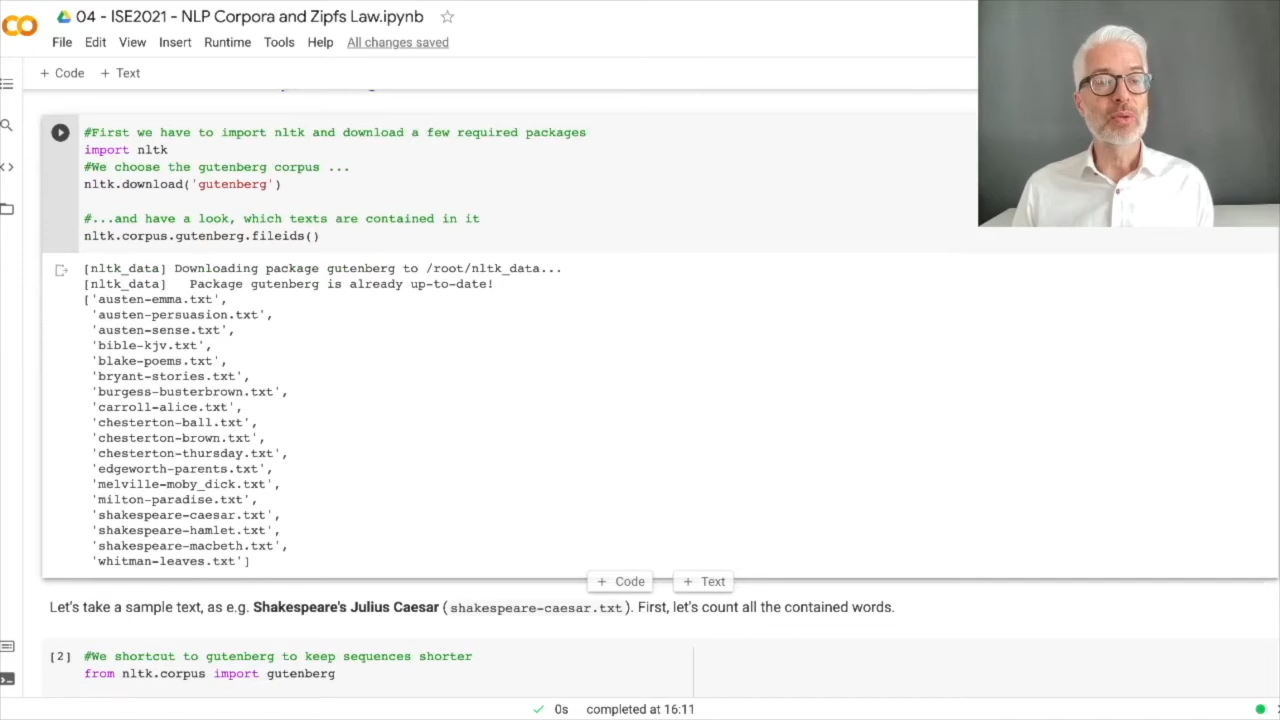 04 - ISE2021 - NLP Corpora and Zipfs Law.ipynb
File Edit View Insert Runtime Tools Help All changes saved
+ Code + Text
#First we have to import nltk and download a few required packages
import nltk
#We choose the gutenberg corpus ...
nltk.download('gutenberg')
#...and have a look, which texts are contained in it
nltk.corpus.gutenberg.fileids()
[nltk_data] Downloading package gutenberg to /root/nltk_data...
[nltk_data]   Package gutenberg is already up-to-date!
['austen-emma.txt',
'austen-persuasion.txt',
'austen-sense.txt',
'bible-kjv.txt',
'blake-poems.txt',
'bryant-stories.txt',
'burgess-busterbrown.txt',
'carroll-alice.txt',
'chesterton-ball.txt',
'chesterton-brown.txt',
'chesterton-thursday.txt',
'edgeworth-parents.txt',
'melville-moby_dick.txt',
'milton-paradise.txt',
'shakespeare-caesar.txt',
'shakespeare-hamlet.txt',
'shakespeare-macbeth.txt',
'whitman-leaves.txt']
+ Code + Text
Let's take a sample text, as e.g. Shakespeare's Julius Caesar (shakespeare-caesar.txt). First, let's count all the contained words.
[2] #We shortcut to gutenberg to keep sequences shorter
from nltk.corpus import gutenberg
0s completed at 16:11